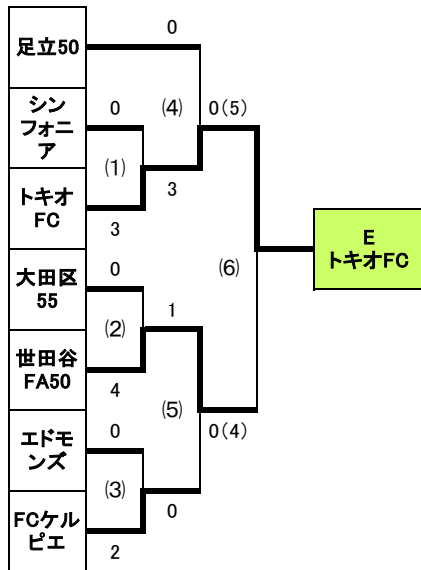 足立50
シン
フォニ
ア
トキオ
FC
大田区
55
世田谷
FA50
エドモ
ンズ
FCケル
ピエ
0
0
(4)
0(5)
(1)
3
3
0
(6)
E
トキオFC
1
(2)
4
(5)
0
0(4)
(3)
0
2